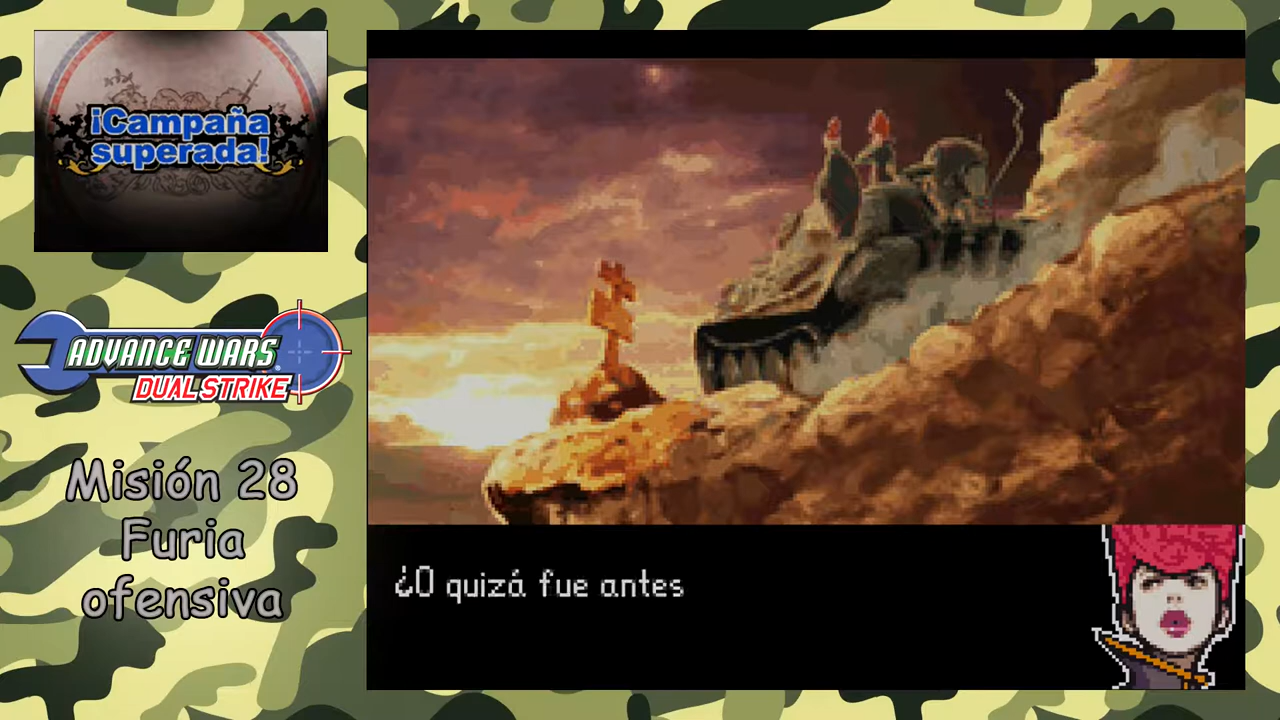 ¡Campaña
superada!
ADVANCE WARS
DUAL STRIKE
Misión 28
Furia
ofensiva
¿O quizá fue antes